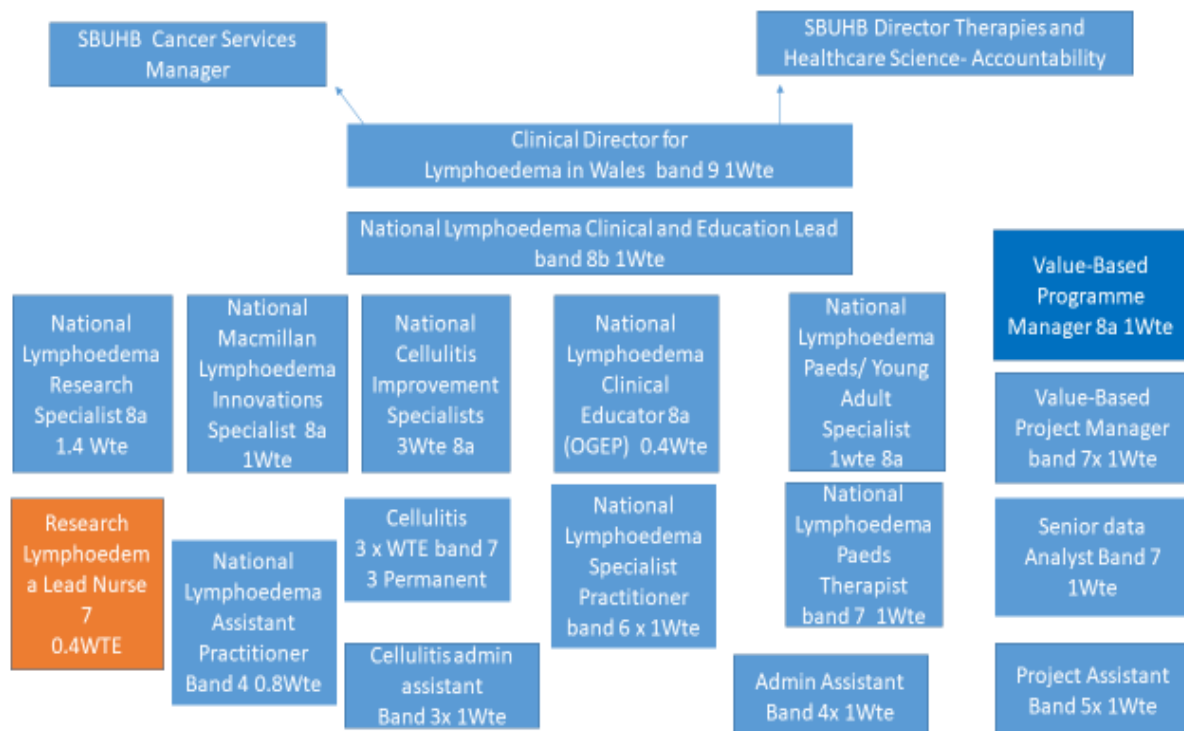 SBUHB Cancer Services
Manager
SBUHB Director Therapies and
Healthcare Science- Accountability
Clinical Director for
Lymphoedema in Wales band 9 1Wte
National Lymphoedema Clinical and Education Lead
band 8b 1Wte
National
Lymphoedema
Research
Specialist 8a
1.4 Wte
National
Macmillan
Lymphoedema
Innovations
Specialist 8a
1Wte
National
Cellulitis
Improvement
Specialists
3Wte 8a
National
Lymphoedema
Clinical
Educator 8a
(OGEP) 0.4Wte
National
Lymphoedema
Paeds/ Young
Adult
Specialist
1wte 8a
Value-Based
Programme
Manager 8a 1Wte
Value-Based
Project Manager
band 7x 1Wte
Research
Lymphoedem
a Lead Nurse
7
0.4WTE
National
Lymphoedema
Assistant
Practitioner
Band 4 0.8Wte
Cellulitis
3 x WTE band 7
3 Permanent
Cellulitis admin
assistant
Band 3x 1Wte
National
Lymphoedema
Specialist
Practitioner
band 6 x 1Wte
National
Lymphoedema
Paeds
Therapist
band 7 1Wte
Admin Assistant
Band 4x 1Wte
Senior data
Analyst Band 7
1Wte
Project Assistant
Band 5x 1Wte